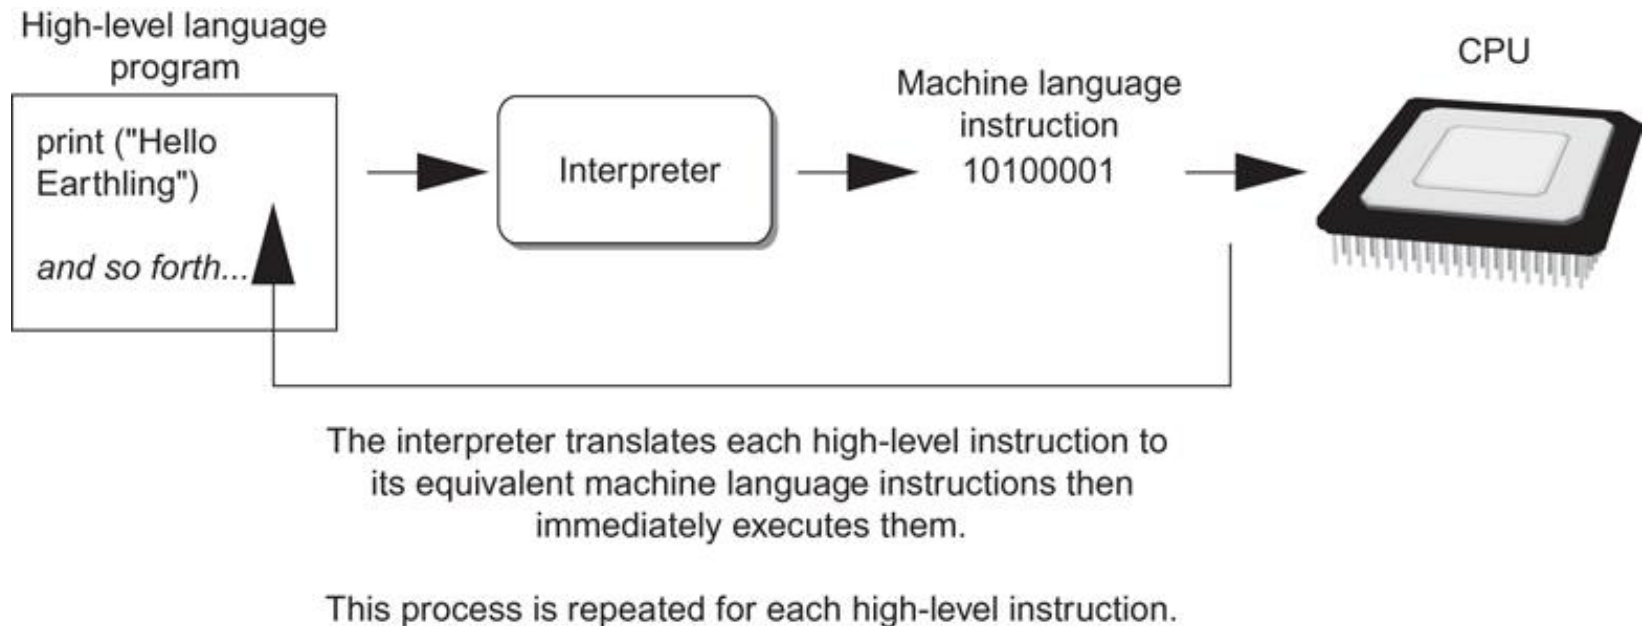 High-level language
program
print ("Hello
Earthling")
and so forth...
Interpreter
Machine language
instruction
10100001
CPU
The interpreter translates each high-level instruction to
its equivalent machine language instructions then
immediately executes them.
This process is repeated for each high-level instruction.